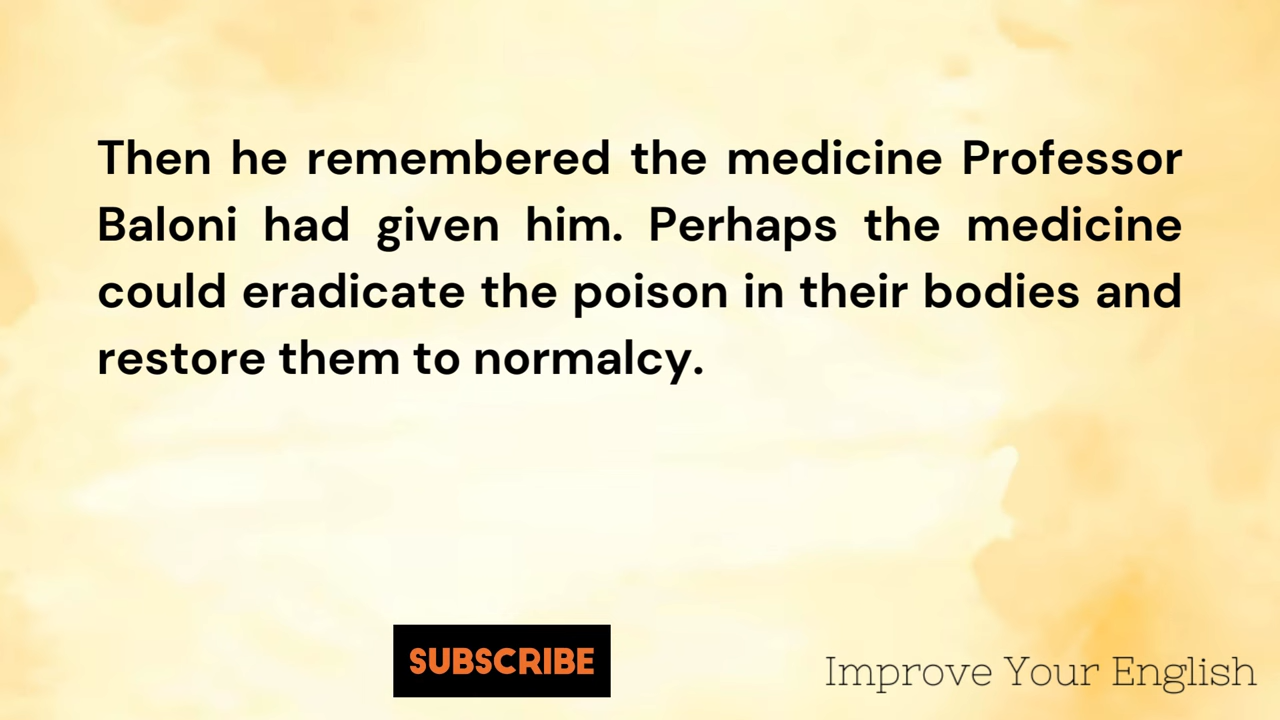 Then he remembered the medicine Professor
Baloni had given him. Perhaps the medicine
could eradicate the poison in their bodies and
restore them to normalcy.
SUBSCRIBE
Improve Your English